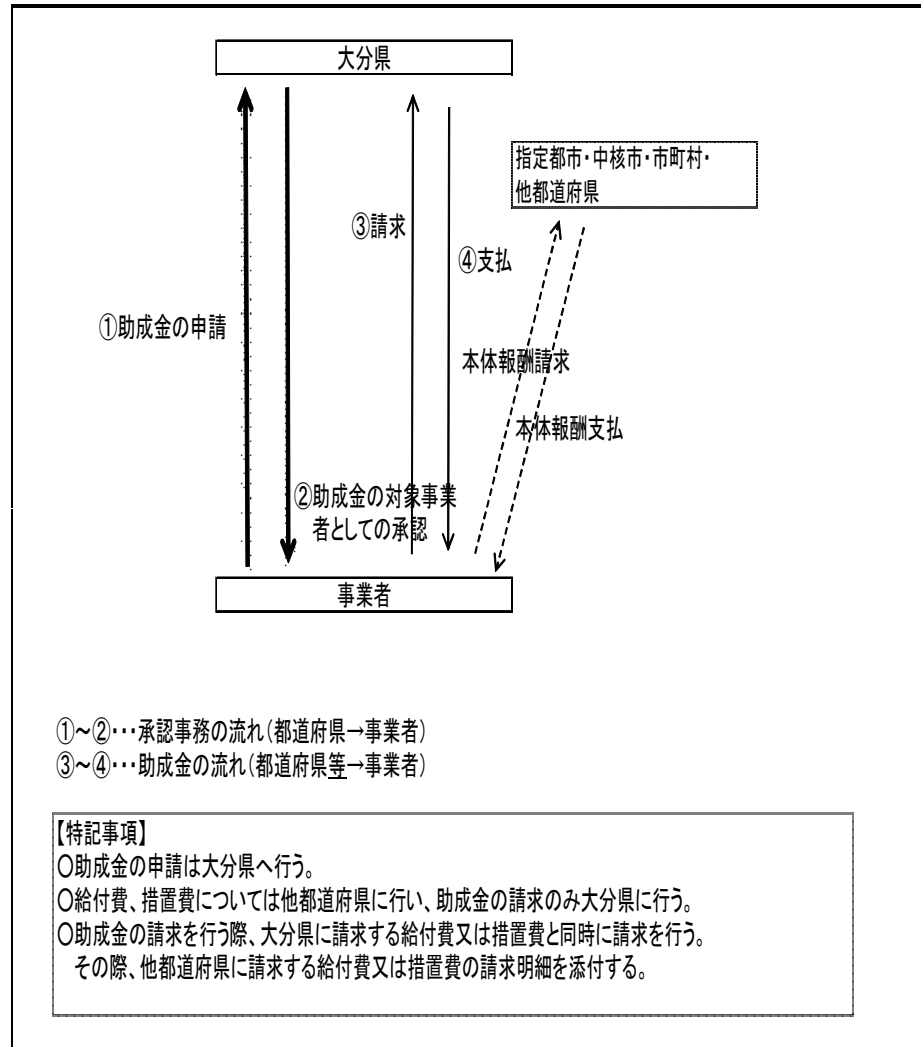 大分県
指定都市・中核市・市町村・
他都道府県
③請求
④支払
①助成金の申請
本体報酬請求
本体報酬支払
②助成金の対象事業
者としての承認
事業者
①～②・・・承認事務の流れ（都道府県→事業者）
③～④・・・助成金の流れ（都道府県等→事業者）
【特記事項】
○助成金の申請は大分県へ行う。
○給付費、措置費については他都道府県に行い、助成金の請求のみ大分県に行う。
○助成金の請求を行う際、大分県に請求する給付費又は措置費と同時に請求を行う。
その際、他都道府県に請求する給付費又は措置費の請求明細を添付する。